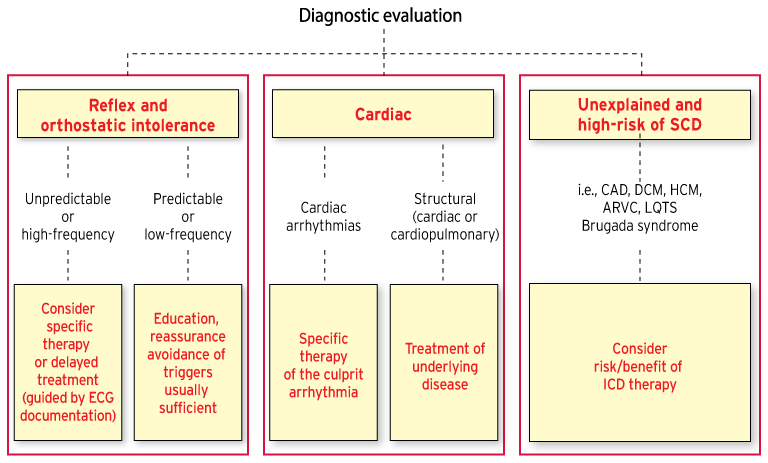 Diagnostic evaluation
Reflex and
orthostatic intolerance
Unpredictable
or
high-frequency
Predictable
or
low-frequency
Consider
specific
therapy
or delayed
treatment
(guided by ECG
documentation)
Education,
reassurance
avoidance of
triggers
usually
sufficient
Cardiac
Cardiac
arrhythmias
Structural
(cardiac or
cardiopulmonary)
Specific
therapy
of the culprit
arrhythmia
Treatment of
underlying
disease
Unexplained and
high-risk of SCD
i.e., CAD, DCM, HCM,
ARVC, LQTS
Brugada syndrome
Consider
risk/benefit of
ICD therapy